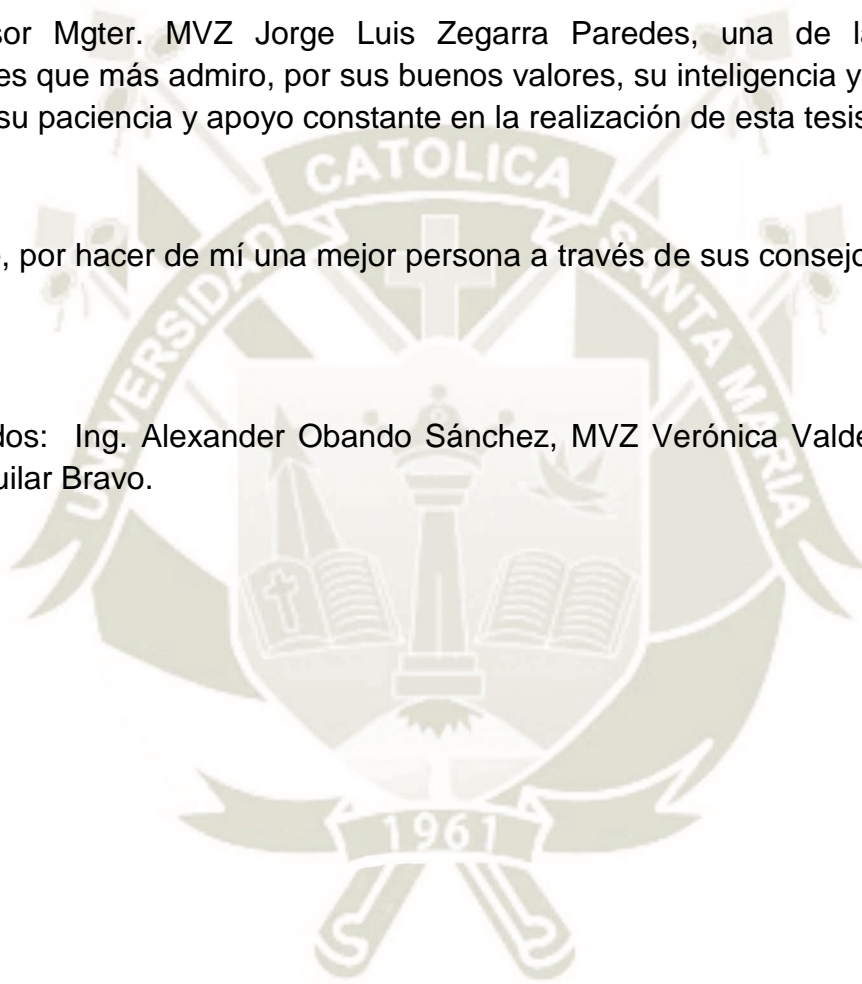 sor Mgter. MVZ Jorge Luis Zegarra Paredes, una de l
es que más admiro, por sus buenos valores, su inteligencia y
su paciencia y apoyo constante en la realización de esta tesis
, por hacer de mí una mejor persona a través de sus consejo
dos: Ing. Alexander Obando Sánchez, MVZ Verónica Valde
uilar Bravo.
UNIVERSIDAD CATOLICA SANTA MARIA
1961